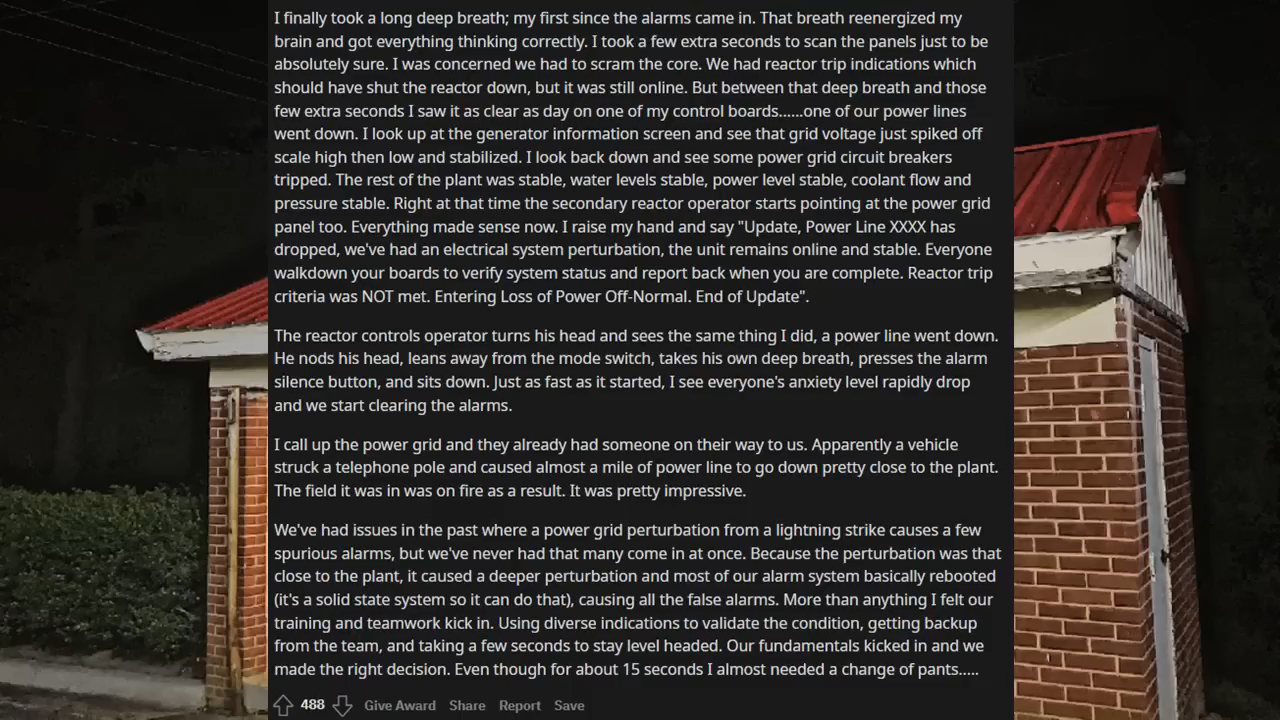 I finally took a long deep breath; my first since the alarms came in. That breath reenergized my
brain and got everything thinking correctly. I took a few extra seconds to scan the panels just to be
absolutely sure. I was concerned we had to scram the core. We had reactor trip indications which
should have shut the reactor down, but it was still online. But between that deep breath and those
few extra seconds I saw it as clear as day on one of my control boards......one of our power lines
went down. I look up at the generator information screen and see that grid voltage just spiked off
scale high then low and stabilized. I look back down and see some power grid circuit breakers
tripped. The rest of the plant was stable, water levels stable, power level stable, coolant flow and
pressure stable. Right at that time the secondary reactor operator starts pointing at the power grid
panel too. Everything made sense now. I raise my hand and say "Update, Power Line XXXX has
dropped, we've had an electrical system perturbation, the unit remains online and stable. Everyone
walkdown your boards to verify system status and report back when you are complete. Reactor trip
criteria was NOT met. Entering Loss of Power Off-Normal. End of Update".
The reactor controls operator turns his head and sees the same thing I did, a power line went down.
He nods his head, leans away from the mode switch, takes his own deep breath, presses the alarm
silence button, and sits down. Just as fast as it started, I see everyone's anxiety level rapidly drop
and we start clearing the alarms.
I call up the power grid and they already had someone on their way to us. Apparently a vehicle
struck a telephone pole and caused almost a mile of power line to go down pretty close to the plant.
The field it was in was on fire as a result. It was pretty impressive.
We've had issues in the past where a power grid perturbation from a lightning strike causes a few
spurious alarms, but we've never had that many come in at once. Because the perturbation was that
close to the plant, it caused a deeper perturbation and most of our alarm system basically rebooted
(it's a solid state system so it can do that), causing all the false alarms. More than anything I felt our
training and teamwork kick in. Using diverse indications to validate the condition, getting backup
from the team, and taking a few seconds to stay level headed. Our fundamentals kicked in and we
made the right decision. Even though for about 15 seconds I almost needed a change of pants.....
488 Give Award Share Report Save